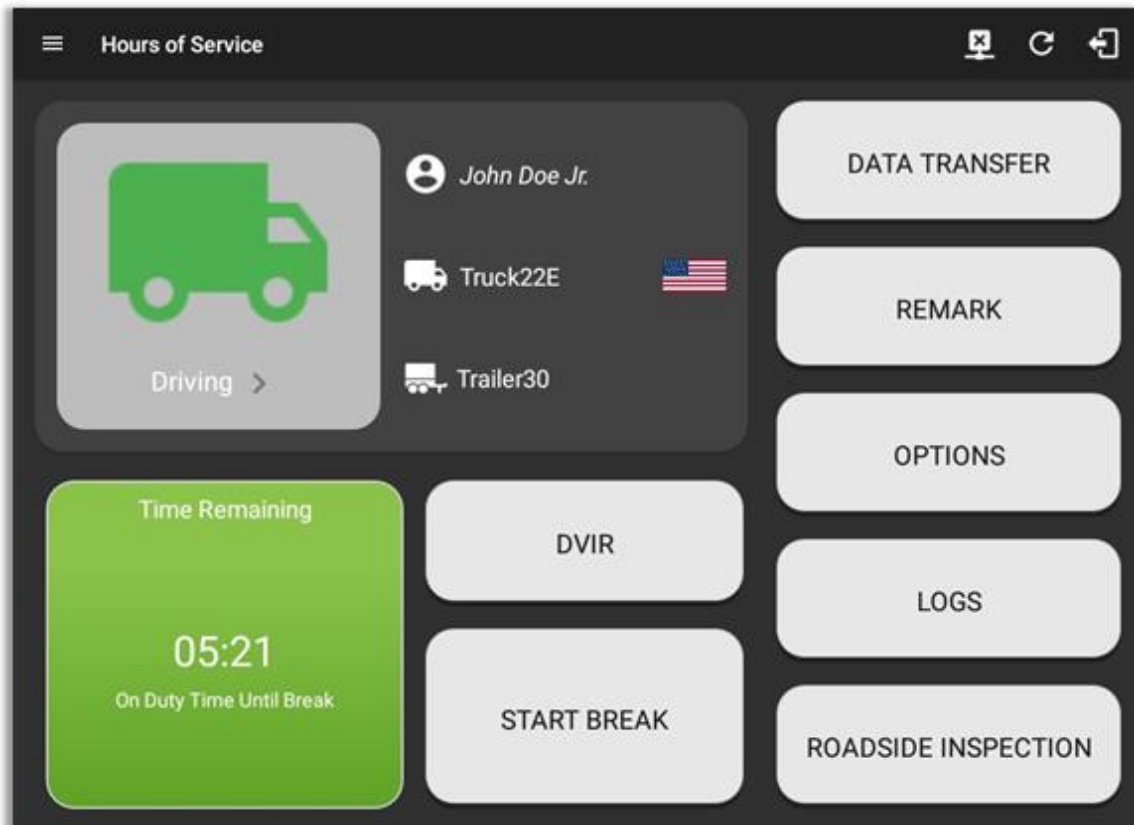 Hours of Service
John Doe Jr.
Truck22E
Trailer30
Driving
DATA TRANSFER
REMARK
OPTIONS
LOGS
ROADSIDE INSPECTION
Time Remaining
05:21
On Duty Time Until Break
DVIR
START BREAK